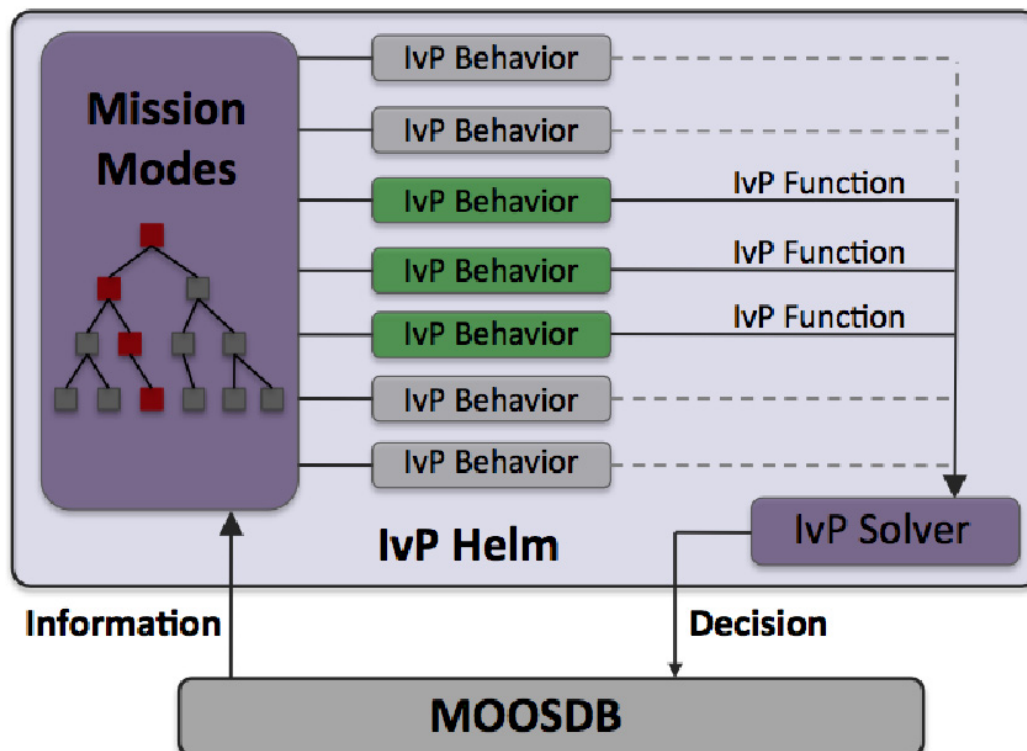 Mission
Modes
IvP Behavior
IvP Behavior
IvP Behavior
IvP Function
IvP Behavior
IvP Function
IvP Behavior
IvP Function
IvP Behavior
IvP Behavior
IvP Helm
IvP Solver
Information
Decision
MOOSDB